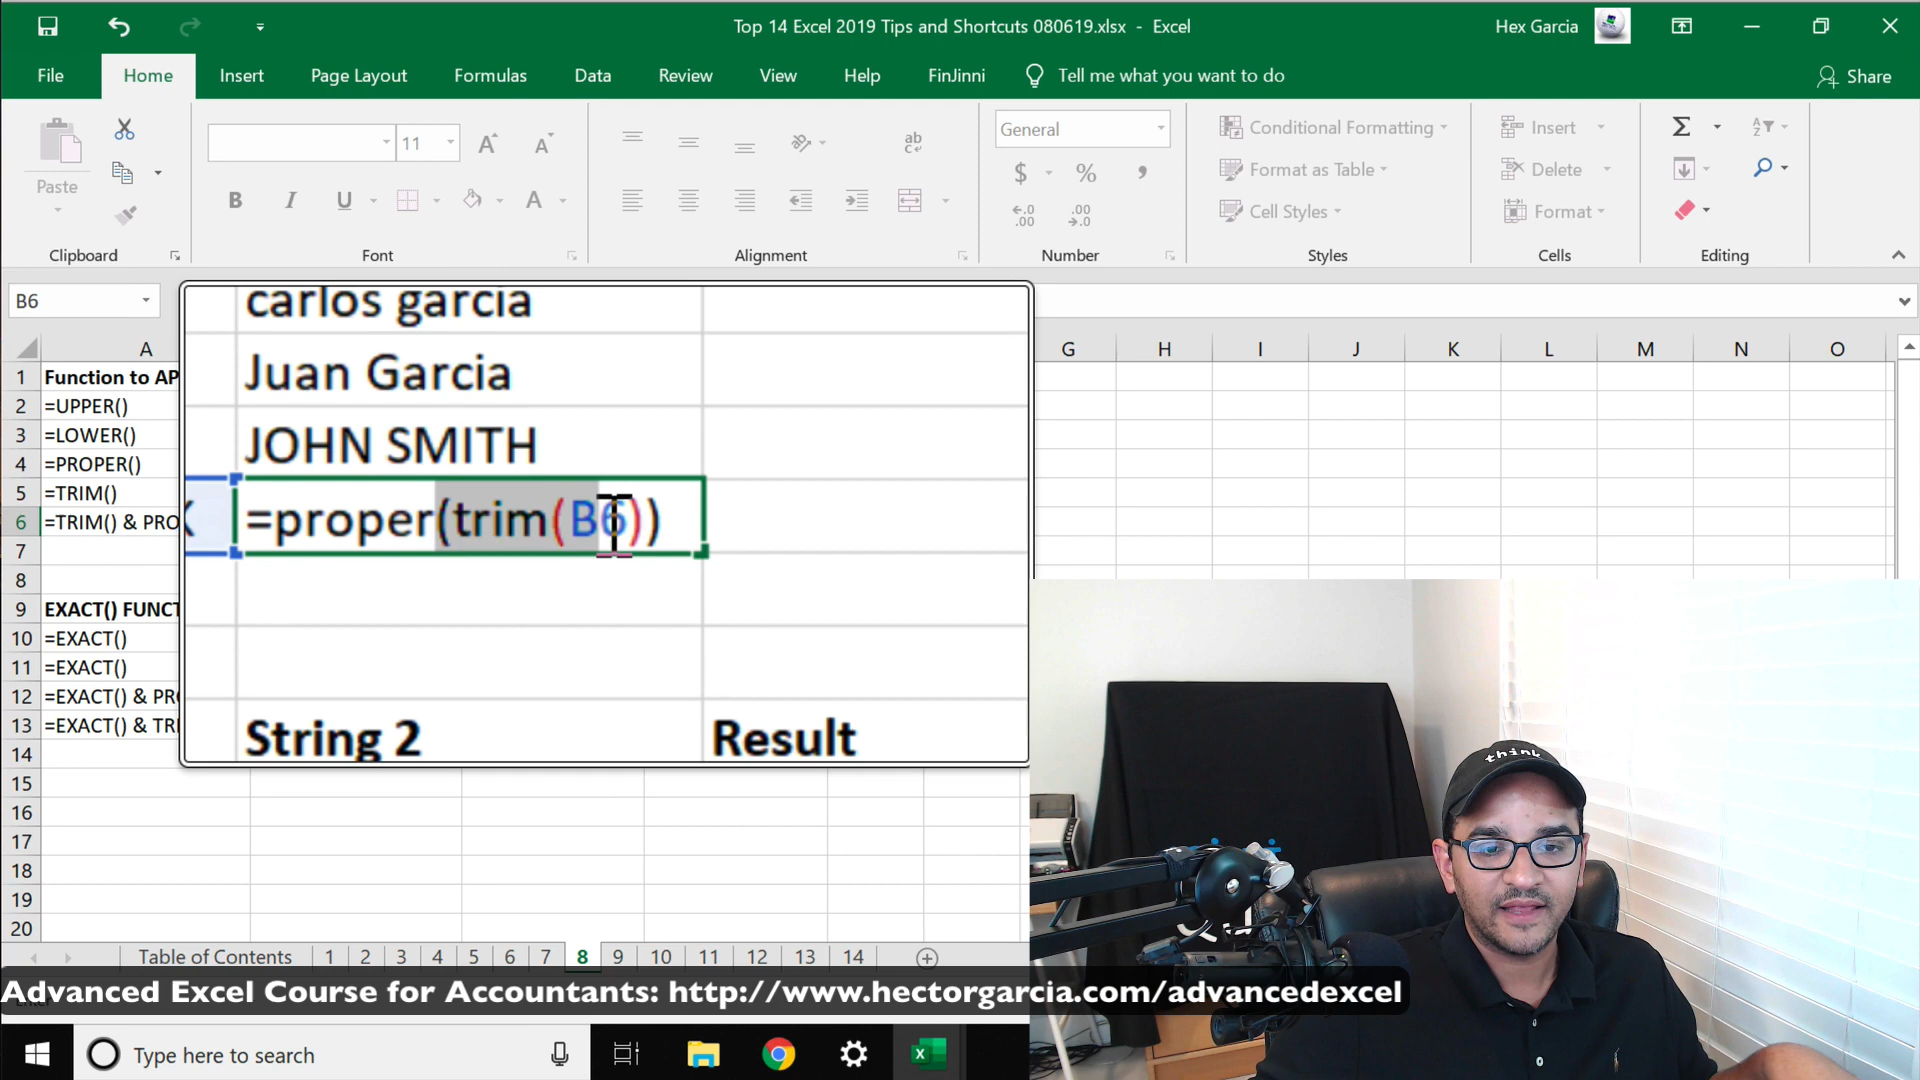 Top 14 Excel 2019 Tips and Shortcuts 080619.xlsx - Excel
Hex Garcia
File Home Insert Page Layout Formulas Data Review View Help FinJinni Tell me what you want to do Share
Paste
11
B I U A
ab
General
$ % ,
Conditional Formatting
Format as Table
Cell Styles
Insert
Delete
Format
Clipboard Font Alignment Number Styles Cells Editing
B6
A G H I J K L M N O
1 Function to AP
2 =UPPER()
3 =LOWER()
4 =PROPER()
5 =TRIM()
6 =TRIM() & PRO
7
8
9 EXACT() FUNCT
10 =EXACT()
11 =EXACT()
12 =EXACT() & PR
13 =EXACT() & TRI
14
15
16
17
18
19
20
carlos garcia
Juan Garcia
JOHN SMITH
=proper(trim(B6))
String 2 Result
think
Table of Contents 1 2 3 4 5 6 7 8 9 10 11 12 13 14
Advanced Excel Course for Accountants: http://www.hectorgarcia.com/advancedexcel
Type here to search